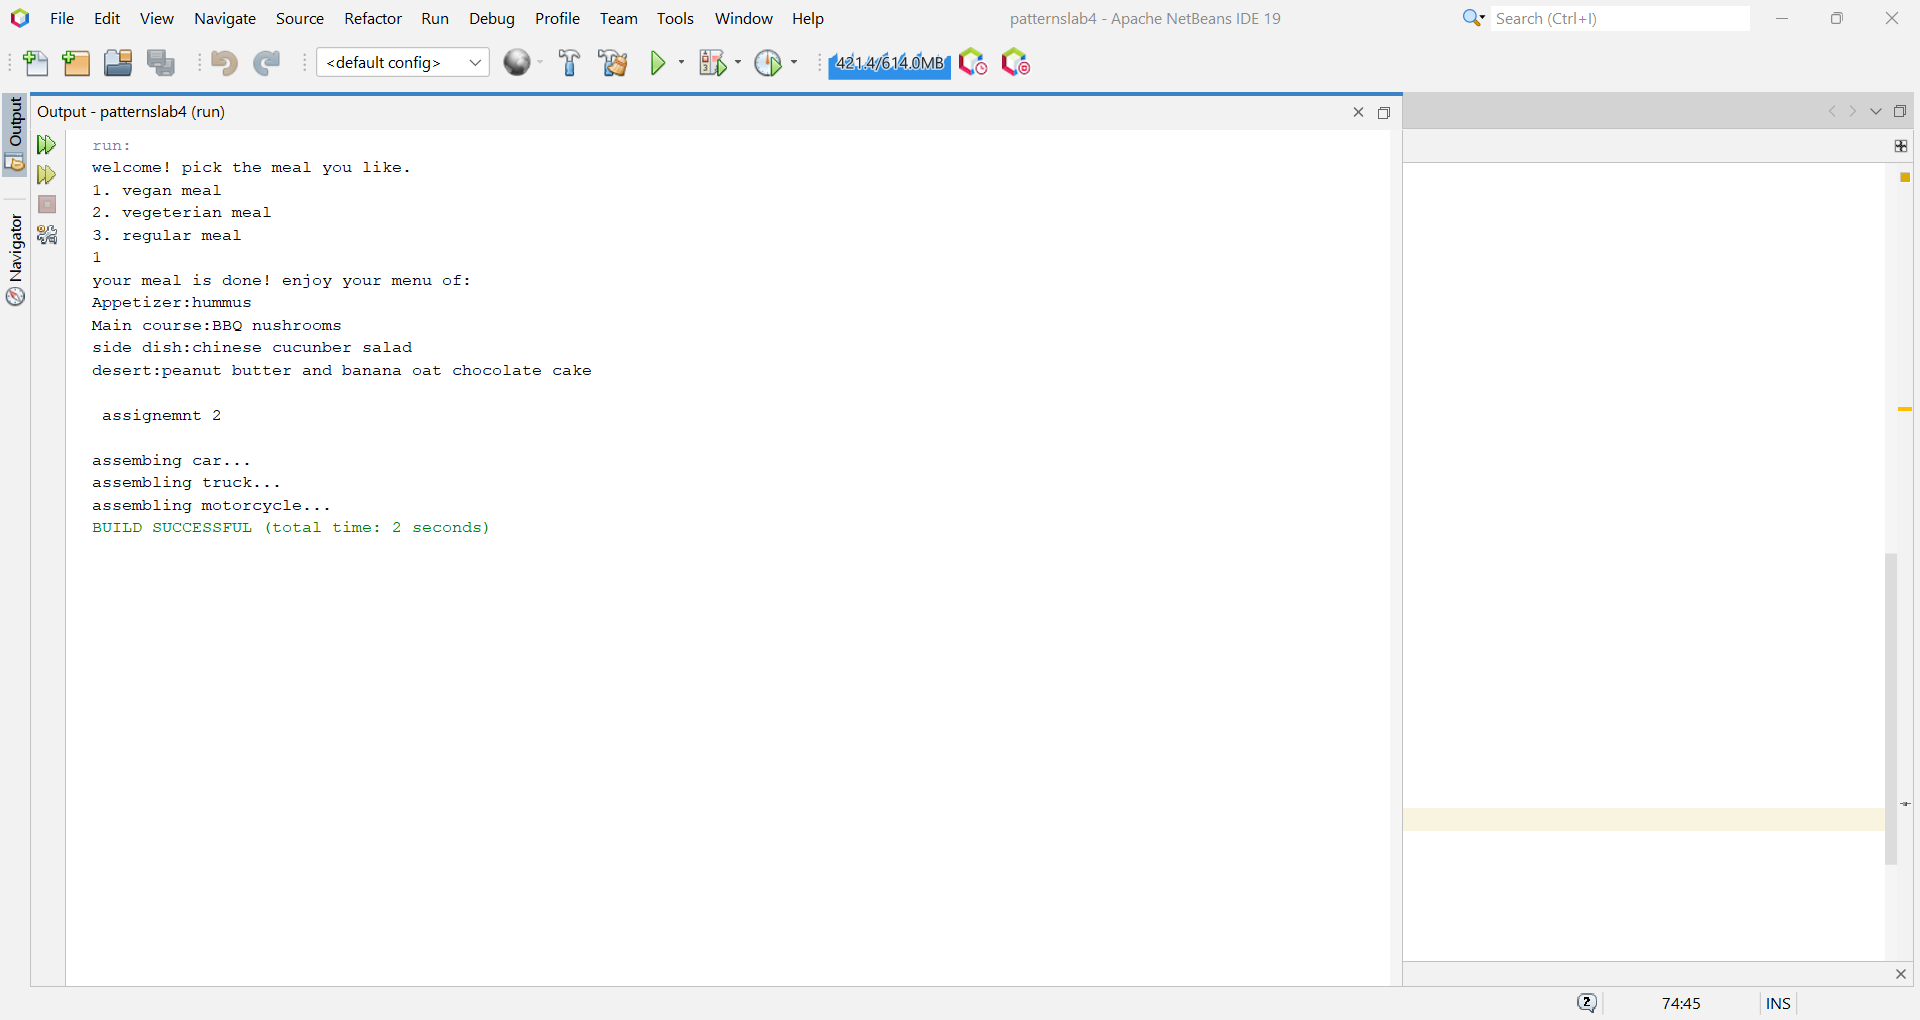 File Edit View Navigate Source Refactor Run Debug Profile Team Tools Window Help
patternslab4 - Apache NetBeans IDE 19
Search (Ctrl+I)
<default config>
421.4/614.0MB
Output
Navigator
Output - patternslab4 (run)
run:
welcome! pick the meal you like.
1. vegan meal
2. vegeterian meal
3. regular meal
1
your meal is done! enjoy your menu of:
Appetizer:hummus
Main course:BBQ nushrooms
side dish:chinese cucunber salad
desert:peanut butter and banana oat chocolate cake
assignemnt 2
assembing car...
assembling truck...
assembling motorcycle...
BUILD SUCCESSFUL (total time: 2 seconds)
2
74:45
INS